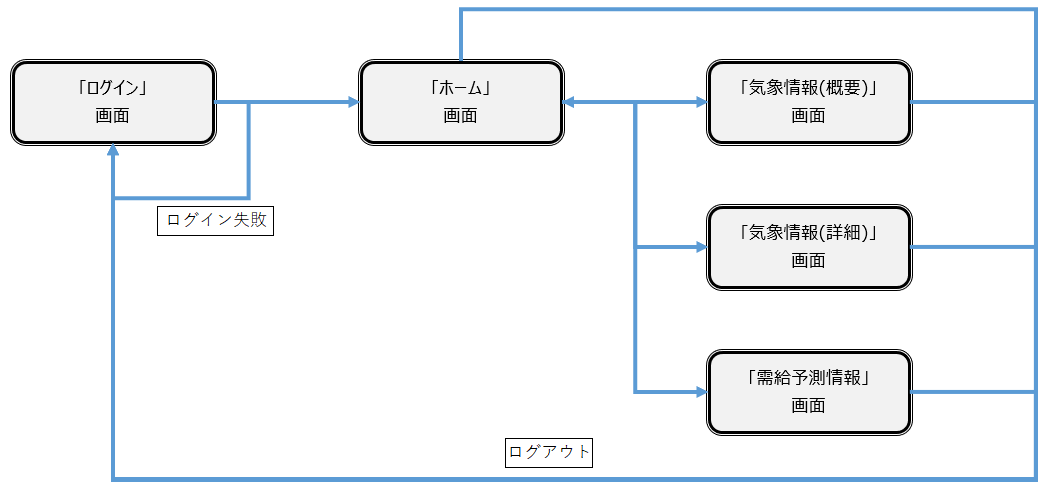 「ログイン」
画面
「ホーム」
画面
「気象情報(概要)」
画面
ログイン失敗
「気象情報(詳細)」
画面
「需給予測情報」
画面
ログアウト